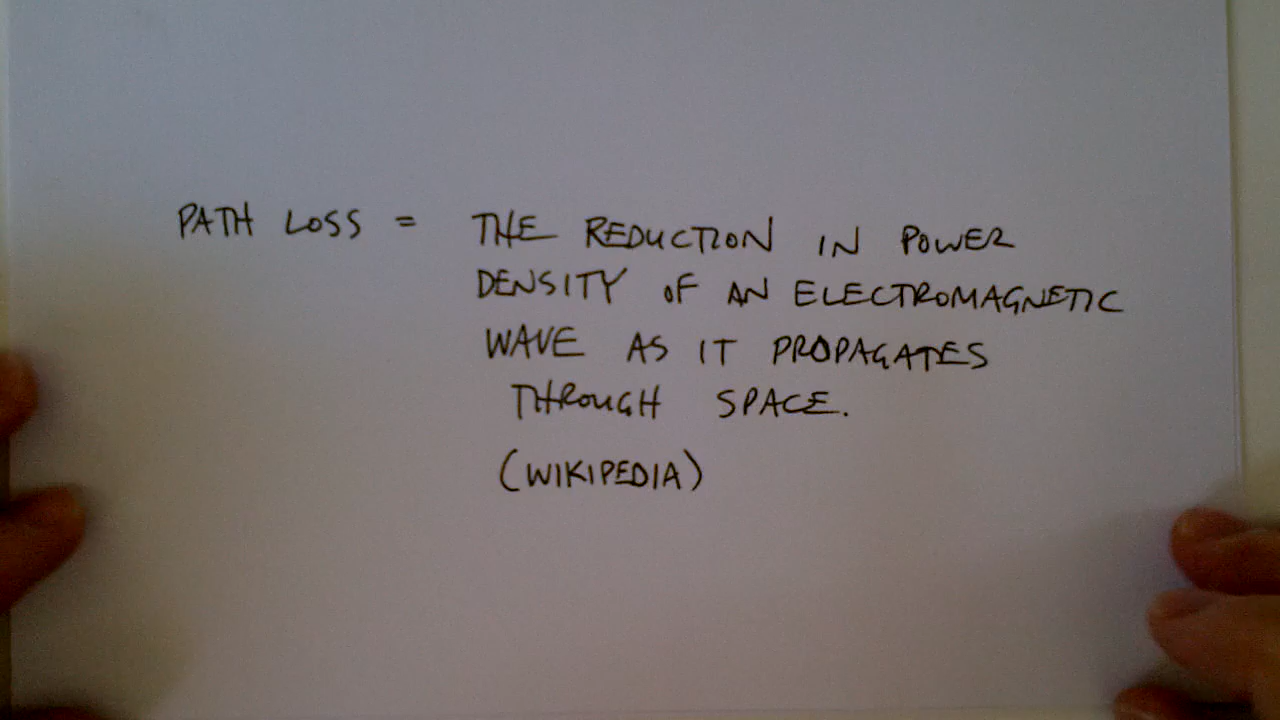 PATH LOSS = THE REDUCTION IN POWER
DENSITY OF AN ELECTROMAGNETIC
WAVE AS IT PROPAGATES
THROUGH SPACE.
(WIKIPEDIA)